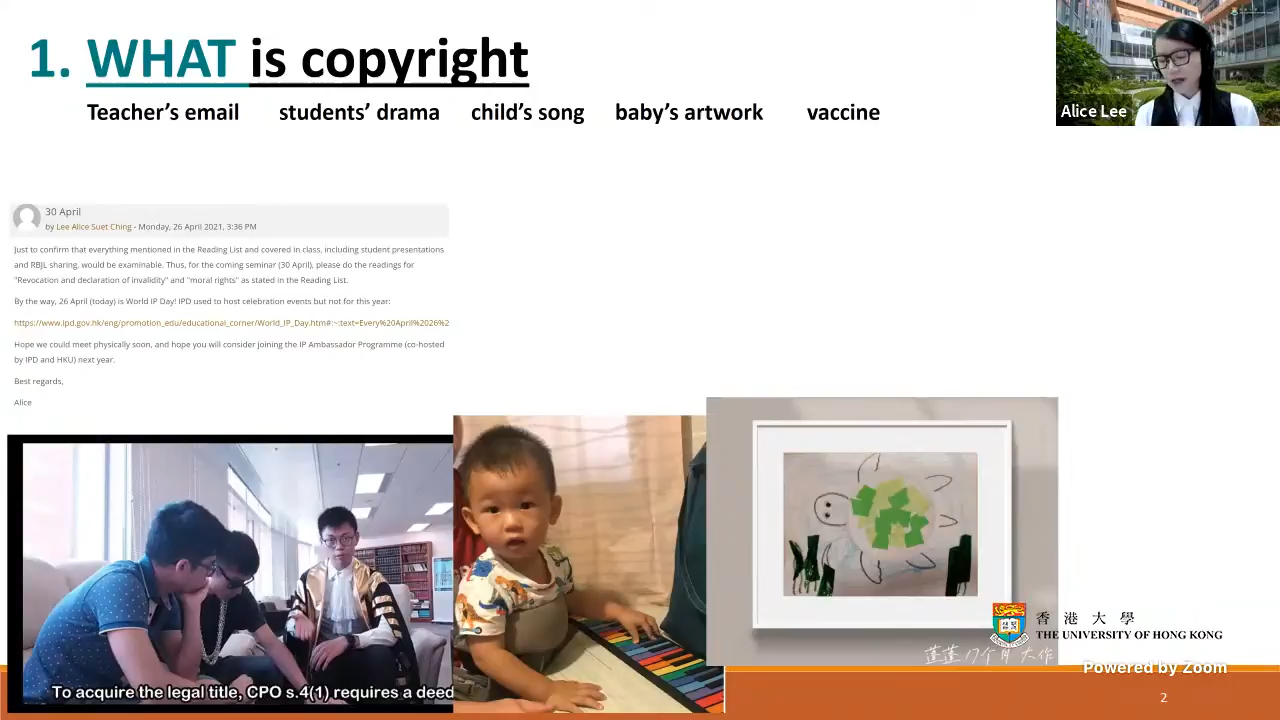 1. WHAT is copyright
Teacher's email students' drama child's song baby's artwork vaccine
Alice Lee
30 April
by Lee Alice Suet Ching - Monday, 26 April 2021, 3:36 PM
Just to confirm that everything mentioned in the Reading List and covered in class, including student presentations
and RBJL sharing, would be examinable. Thus, for the coming seminar (30 April), please do the readings for
"Revocation and declaration of invalidity" and "moral rights" as stated in the Reading List.
By the way, 26 April (today) is World IP Day! IPD used to host celebration events but not for this year:
https://www.ipd.gov.hk/eng/promotion_edu/educational_corner/World_IP_Day.htm#:~:text=Every%20April%2026%2
Hope we could meet physically soon, and hope you will consider joining the IP Ambassador Programme (co-hosted
by IPD and HKU) next year.
Best regards,
Alice
To acquire the legal title, CPO s.4(1) requires a deed
蓮蓮17个月 大作
香港大學
THE UNIVERSITY OF HONG KONG
Powered by Zoom
2